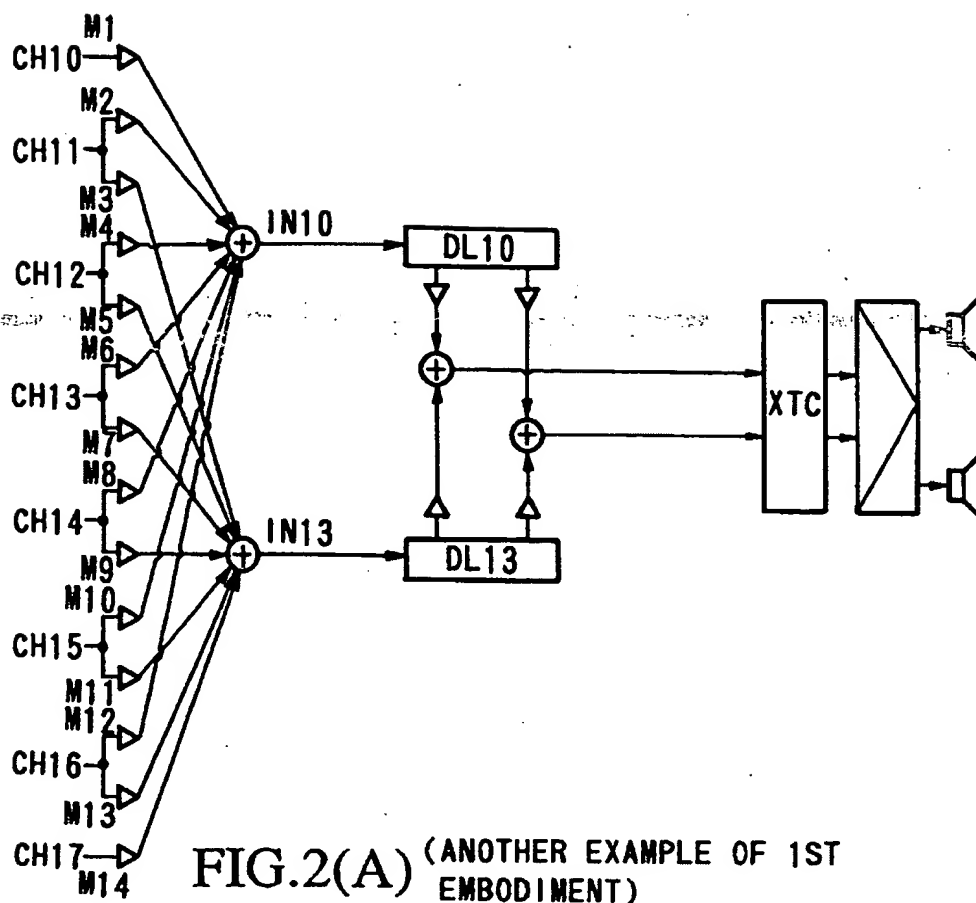 M1
CH10
M2
CH11
M3
M4
CH12
M5
M6
CH13
M7
M8
CH14
M9
M10
CH15
M11
M12
CH16
M13
CH17
M14
IN10
IN13
DL10
DL13
XTC
FIG.2(A) (ANOTHER EXAMPLE OF 1ST
EMBODIMENT)